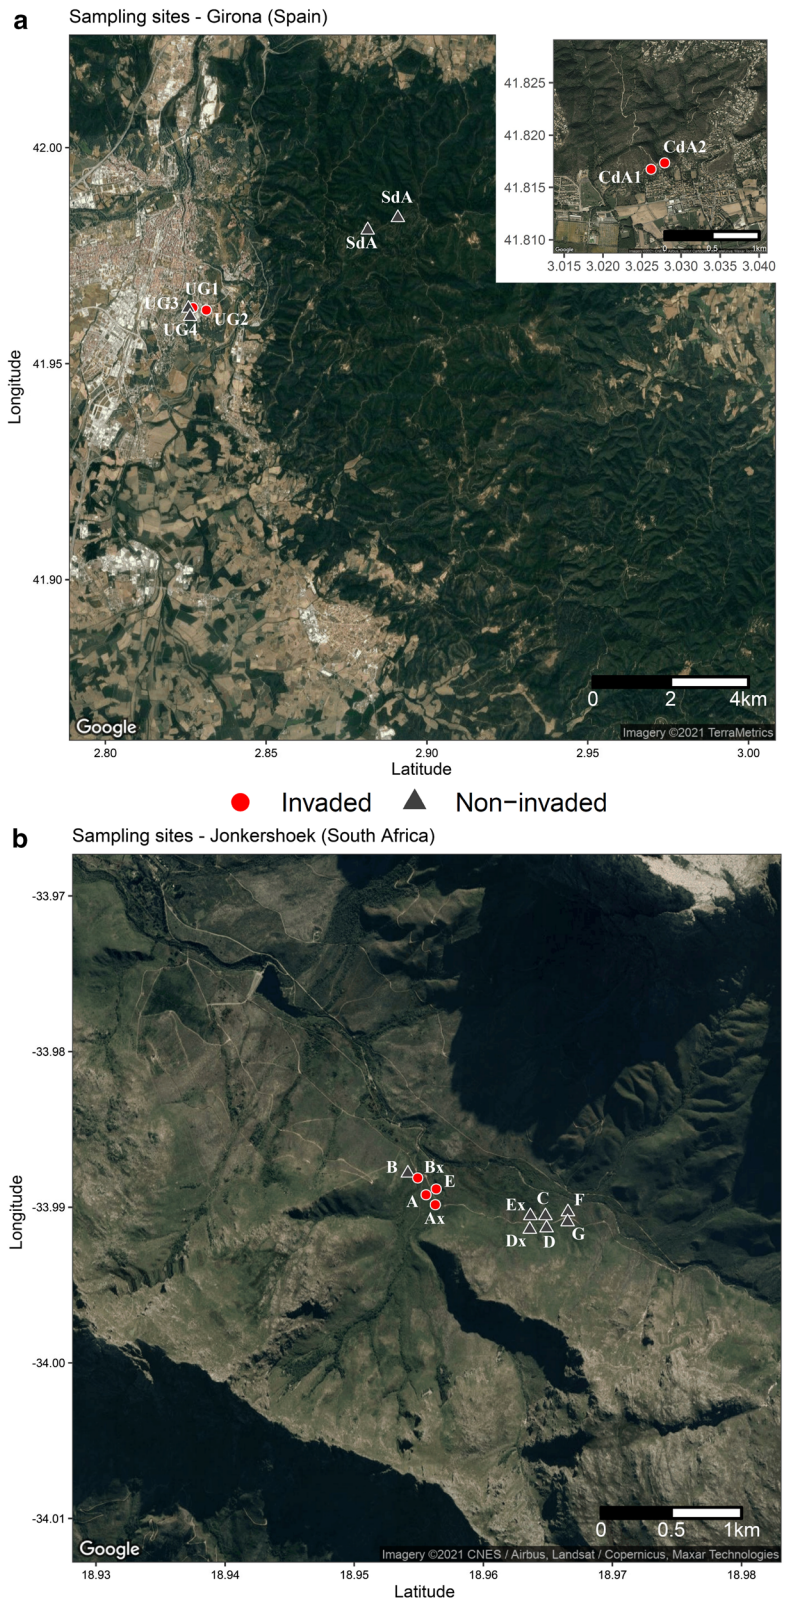 a
Sampling sites - Girona (Spain)
42.00
41.95
41.90
Longitude
SdA
SdA
UG1
UG3
UG2
UG4
41.825
41.820
41.815
41.810
CdA2
CdA1
0 0.5 1km
Google
3.015 3.020 3.025 3.030 3.035 3.040
0 2 4km
Google
Imagery ©2021 TerraMetrics
2.80 2.85 2.90 2.95 3.00
Latitude
Invaded Non−invaded
b
Sampling sites - Jonkershoek (South Africa)
-33.97
-33.98
-33.99
-34.00
-34.01
Longitude
B Bx
E
A
Ax
Ex C F
Dx D G
0 0.5 1km
Google
Imagery ©2021 CNES / Airbus, Landsat / Copernicus, Maxar Technologies
18.93 18.94 18.95 18.96 18.97 18.98
Latitude